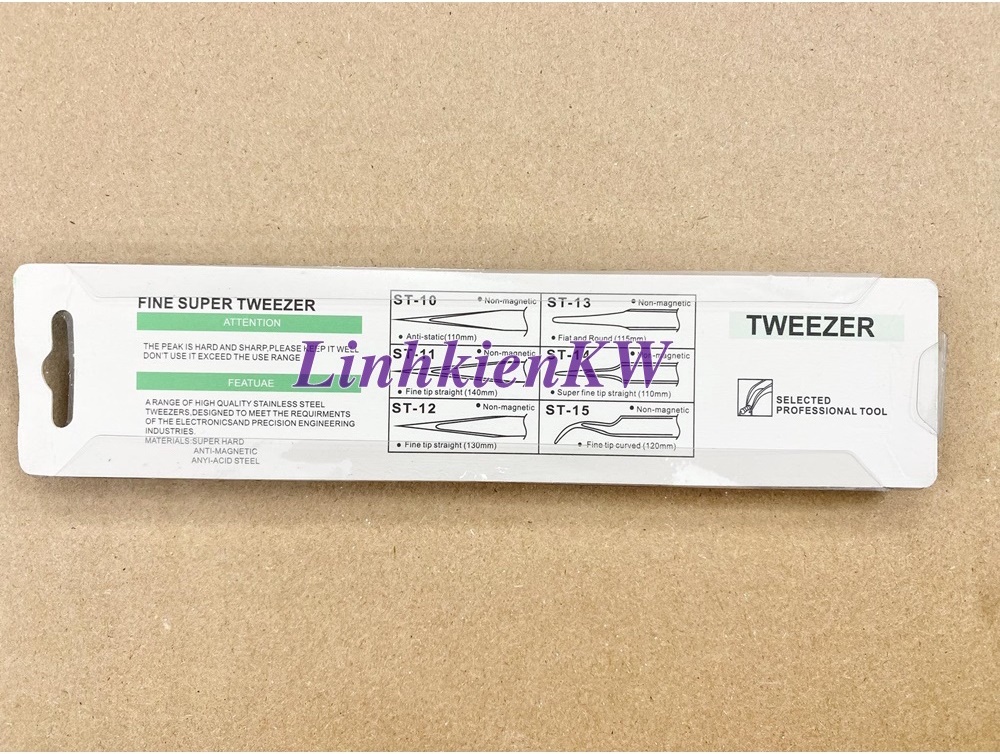 FINE SUPER TWEEZER
ATTENTION
THE PEAK IS HARD AND SHARP,PLEASE KEEP IT WELL
DON'T USE IT EXCEED THE USE RANGE
FEATUAE
A RANGE OF HIGH QUALITY STAINLESS STEEL
TWEEZERS,DESIGNED TO MEET THE REQUIRMENTS
OF THE ELECTRONICSAND PRECISION ENGINEERING
INDUSTRIES.
MATERIALS:SUPER HARD
ANTI-MAGNETIC
ANYI-ACID STEEL
ST-10 Non-magnetic
Anti-static(110mm)
ST-11 Non-magnetic
Fine tip straight (140mm)
ST-12 Non-magnetic
Fine tip straight (130mm)
ST-13 Non-magnetic
Fiat and Round (115mm)
ST-14 Non-magnetic
Super fine tip straight (110mm)
ST-15 Non-magnetic
Fine tip curved (120mm)
LinhkienKW
TWEEZER
SELECTED
PROFESSIONAL TOOL